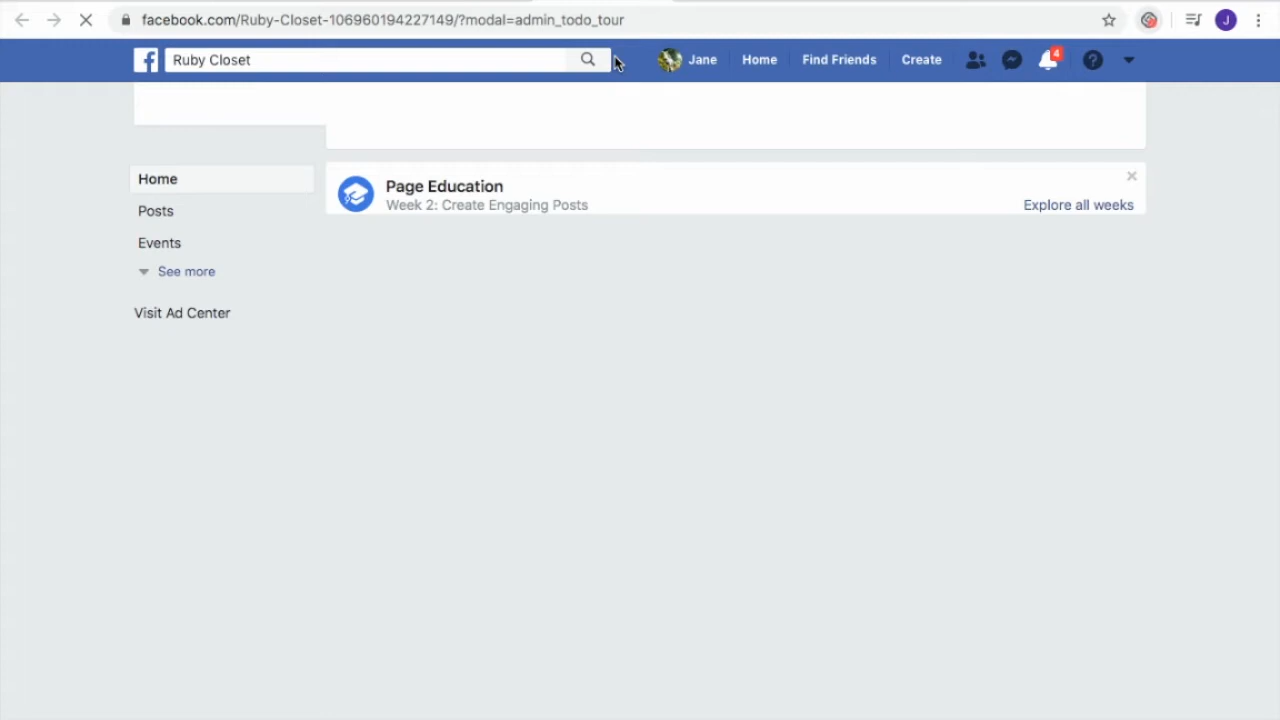 facebook.com/Ruby-Closet-106960194227149/?modal=admin_todo_tour
J
f Ruby Closet Jane Home Find Friends Create 4 ?
Home
Posts
Events
See more
Visit Ad Center
Page Education
Week 2: Create Engaging Posts
Explore all weeks